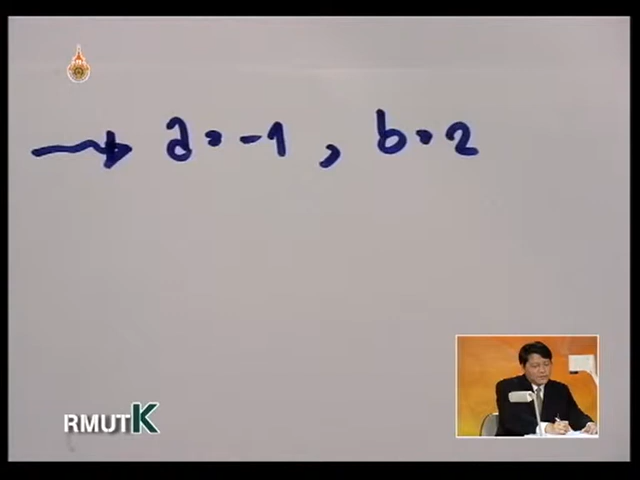 → a = -1 , b = 2
RMUTK